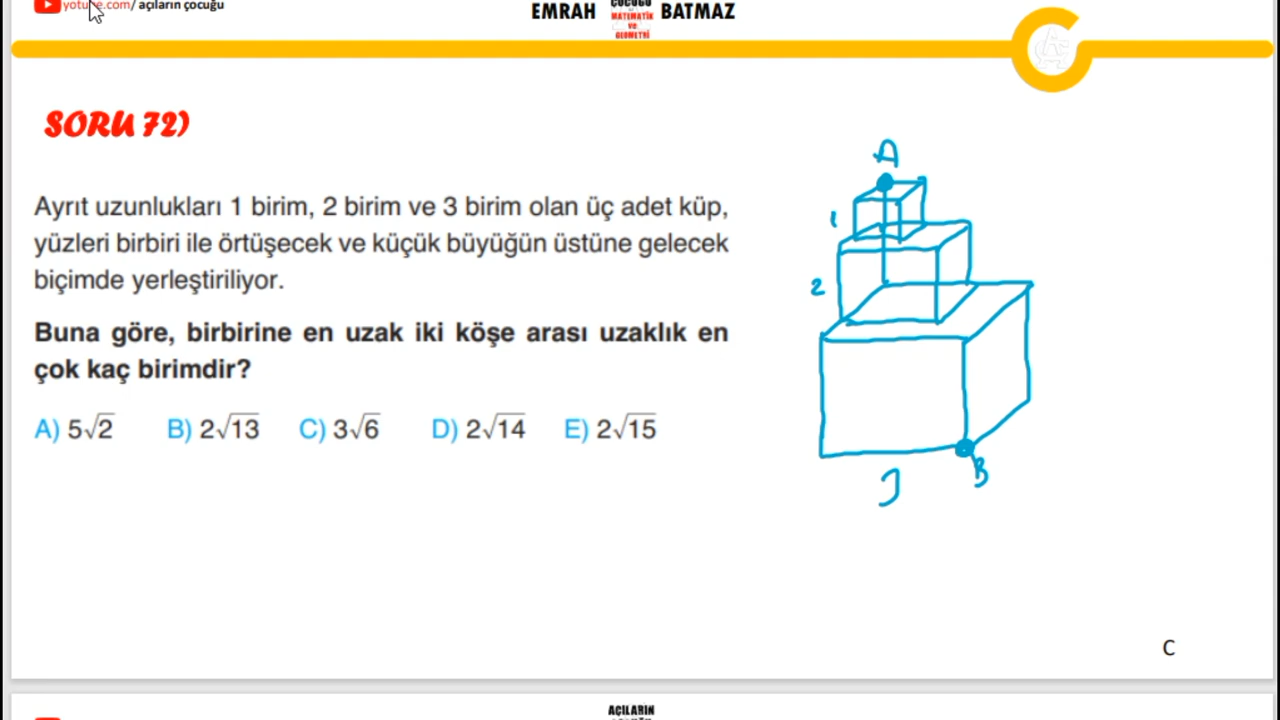 yotube.com/ açıların çocuğu
EMRAH
ÇOCUĞU
MATEMATİK
ve
GEOMETRİ
BATMAZ
SORU 72)
Ayrıt uzunlukları 1 birim, 2 birim ve 3 birim olan üç adet küp,
yüzleri birbiri ile örtüşecek ve küçük büyüğün üstüne gelecek
biçimde yerleştiriliyor.
Buna göre, birbirine en uzak iki köşe arası uzaklık en
çok kaç birimdir?
A) 5√2 B) 2√13 C) 3√6 D) 2√14 E) 2√15
A
1
2
3
B
C
AÇILARIN